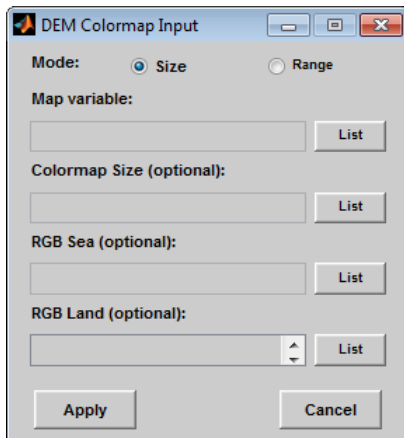 DEM Colormap Input
Mode: Size Range
Map variable:
List
Colormap Size (optional):
List
RGB Sea (optional):
List
RGB Land (optional):
List
Apply Cancel